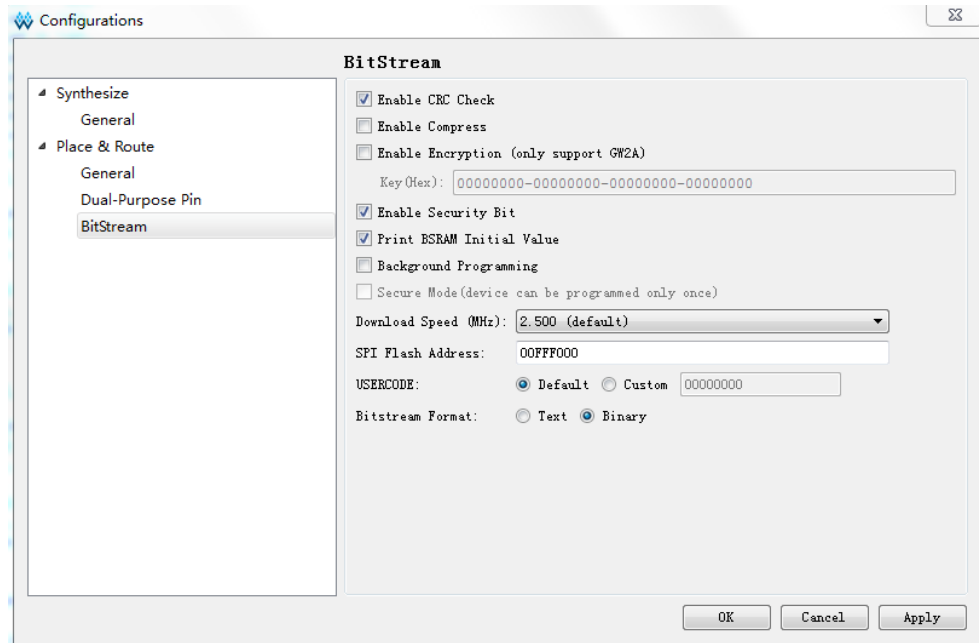 Configurations
BitStream
Synthesize
General
Place & Route
General
Dual-Purpose Pin
BitStream
Enable CRC Check
Enable Compress
Enable Encryption (only support GW2A)
Key(Hex): 00000000-00000000-00000000-00000000
Enable Security Bit
Print BSRAM Initial Value
Background Programming
Secure Mode(device can be programmed only once)
Download Speed (MHz): 2.500 (default)
SPI Flash Address: 00FFF000
USERCODE: Default Custom 00000000
Bitstream Format: Text Binary
OK Cancel Apply